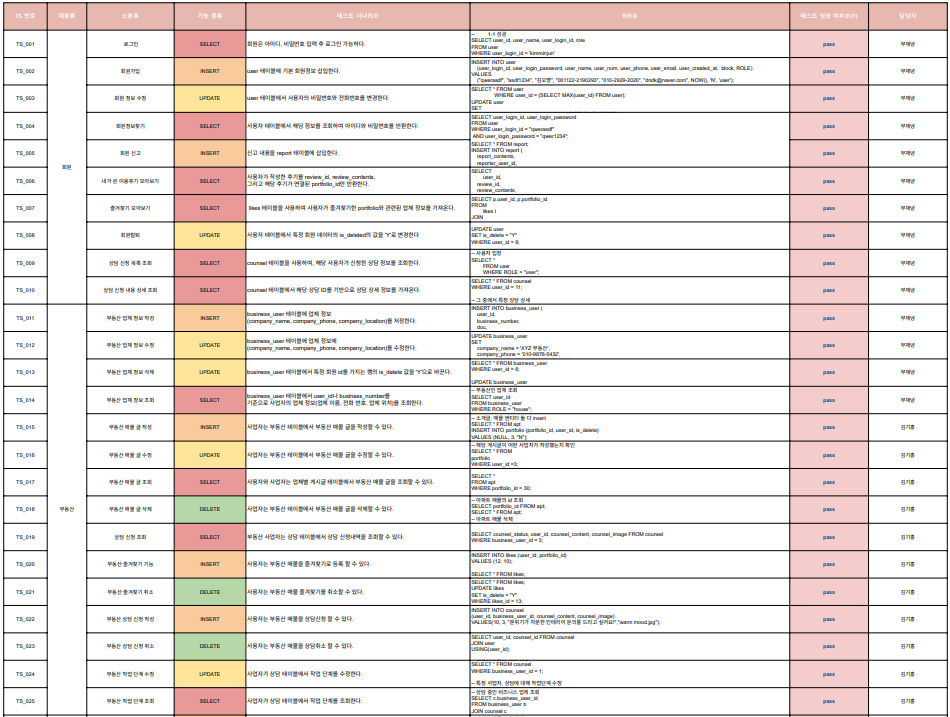 TS 번호 대분류 소분류 기능 분류 테스트 시나리오 쿼리문 테스트 성공 여부(P/F) 담당자
TS_001 로그인 SELECT 회원은 아이디, 비밀번호 입력 후 로그인 가능하다.
-- 1-1 성공
SELECT user_id, user_name, user_login_id, role
FROM user
WHERE user_login_id = 'kimminjun'
pass 부재녕
TS_002 회원가입 INSERT user 테이블에 기본 회원정보 삽입한다.
INSERT INTO user
(user_login_id, user_login_password, user_name, user_num, user_phone, user_email, user_created_at, block, ROLE)
VALUES
("qwerasdf", "asdf1234", "김오엔", "001122-2190293", "010-2929-2020", "dndk@naver.com", NOW(), 'N', 'user');
pass 부재녕
TS_003 회원 정보 수정 UPDATE user 테이블에서 사용자의 비밀번호와 전화번호를 변경한다.
SELECT * FROM user
WHERE user_id = (SELECT MAX(user_id) FROM user);
UPDATE user
SET
pass 부재녕
TS_004 회원정보찾기 SELECT 사용자 테이블에서 해당 정보를 조회하여 아이디와 비밀번호를 반환한다.
SELECT user_login_id, user_login_password
FROM user
WHERE user_login_id = "qwerasdf"
AND user_login_password = "qwer1234";
pass 부재녕
TS_005 회원 신고 INSERT 신고 내용을 report 테이블에 삽입한다.
SELECT * FROM report;
INSERT INTO report (
report_contents,
reporter_user_id,
pass 부재녕
회원
TS_006 내가 쓴 이용후기 모아보기 SELECT
사용자가 작성한 후기를 review_id, review_contents,
그리고 해당 후기가 연결된 portfolio_id만 반환한다.
SELECT
user_id,
review_id,
review_contents,
pass 부재녕
TS_007 즐겨찾기 모아보기 SELECT likes 테이블을 사용하여 사용자가 즐겨찾기한 portfolio와 관련된 업체 정보를 가져온다.
SELECT p.user_id, p.portfolio_id
FROM
likes l
JOIN
pass 부재녕
TS_008 회원탈퇴 UPDATE 사용자 테이블에서 특정 회원 데이터의 is_deleted의 값을 'Y'로 변경한다
UPDATE user
SET is_delete = "Y"
WHERE user_id = 8;
pass 부재녕
TS_009 상담 신청 목록 조회 SELECT counsel 테이블을 사용하여, 해당 사용자가 신청한 상담 정보를 조회한다.
-- 사용자 입장
SELECT *
FROM user
WHERE ROLE = "user";
pass 부재녕
TS_010 상담 신청 내용 상세 조회 SELECT counsel 테이블에서 해당 상담 ID를 기반으로 상담 상세 정보를 가져온다.
SELECT * FROM counsel
WHERE user_id = 11;
-- 그 중에서 특정 상담 상세
pass 부재녕
TS_011 부동산 업체 정보 작성 INSERT
business_user 테이블에 업체 정보
(company_name, company_phone, company_location)를 저장한다.
INSERT INTO business_user (
user_id,
business_number,
doc,
pass 부재녕
TS_012 부동산 업체 정보 수정 UPDATE
business_user 테이블에 업체 정보에
(company_name, company_phone, company_location)를 수정한다.
UPDATE business_user
SET
company_name = 'XYZ 부동산',
company_phone = '010-9876-5432',
pass 부재녕
TS_013 부동산 업체 정보 삭제 UPDATE business_user 테이블에서 특정 회원 id를 가지는 행의 is_delete 값을 "Y"으로 바꾼다.
SELECT * FROM business_user
WHERE user_id = 6;
UPDATE business_user
pass 부재녕
TS_014 부동산 업체 정보 조회 SELECT
business_user 테이블에서 user_id나 business_number를
기준으로 사업자의 업체 정보(업체 이름, 전화 번호, 업체 위치)를 조회한다.
-- 부동산인 업체 조회
SELECT user_id
FROM business_user
WHERE ROLE = "house";
pass 부재녕
TS_015 부동산 매물 글 작성 INSERT 사업자는 부동산 테이블에서 부동산 매물 글을 작성할 수 있다.
-- 소개글, 매물 엔티티 둘 다 insert
SELECT * FROM apt
INSERT INTO portfolio (portfolio_id, user_id, is_delete)
VALUES (NULL, 3, "N");
pass 김기홍
TS_016 부동산 매물 글 수정 UPDATE 사업자는 부동산 테이블에서 부동산 매물 글을 수정할 수 있다.
-- 해당 게시글이 어떤 사업자가 작성했는지 확인
SELECT * FROM
portfolio
WHERE user_id =3;
pass 김기홍
TS_017 부동산 매물 글 조회 SELECT 사용자와 사업자는 업체별 게시글 테이블에서 부동산 매물 글을 조회할 수 있다.
SELECT *
FROM apt
WHERE portfolio_id = 30;
pass 김기홍
TS_018 부동산 부동산 매물 글 삭제 DELETE 사업자는 부동산 테이블에서 부동산 매물 글을 삭제할 수 있다.
-- 아파트 매물의 id 조회
SELECT portfolio_id FROM apt;
SELECT * FROM apt;
-- 아파트 매물 삭제
pass 김기홍
TS_019 상담 신청 조회 SELECT 부동산 사업자는 상담 테이블에서 상담 신청내역을 조회할 수 있다.
SELECT counsel_status, user_id, counsel_content, counsel_image FROM counsel
WHERE business_user_id = 3;
pass 김기홍
TS_020 부동산 즐겨찾기 기능 INSERT 사용자는 부동산 매물을 즐겨찾기로 등록 할 수 있다.
INSERT INTO likes (user_id, portfolio_id)
VALUES (12, 10);
SELECT * FROM likes;
pass 김기홍
TS_021 부동산 즐겨찾기 취소 DELETE 사용자는 부동산 매물 즐겨찾기를 취소할 수 있다.
SELECT * FROM likes;
UPDATE likes
SET is_delete = "Y"
WHERE likes_id = 13;
pass 김기홍
TS_022 부동산 상담 신청 작성 INSERT 사용자는 부동산 매물을 상담신청 할 수 있다.
INSERT INTO counsel
(user_id, business_user_id, counsel_content, counsel_image)
VALUES(10, 3, "분위기가 차분한 인테리어 문의를 드리고 싶어요!","warm mood.jpg");
pass 김기홍
TS_023 부동산 상담 신청 취소 DELETE 사용자는 부동산 매물을 상담취소 할 수 있다.
SELECT user_id, counsel_id FROM counsel
JOIN user
USING(user_id);
pass 김기홍
TS_024 부동산 작업 단계 수정 UPDATE 사업자가 상담 테이블에서 작업 단계를 수정한다.
SELECT * FROM counsel
WHERE business_user_id = 1;
-- 특정 사업자, 상담에 대해 작업단계 수정
pass 김기홍
TS_025 부동산 작업 단계 조회 SELECT 사업자가 상담 테이블에서 작업 단계를 조회한다.
-- 상담 중인 비즈니스 업체 조회
SELECT c.business_user_id
FROM business_user b
JOIN counsel c
pass 김기홍